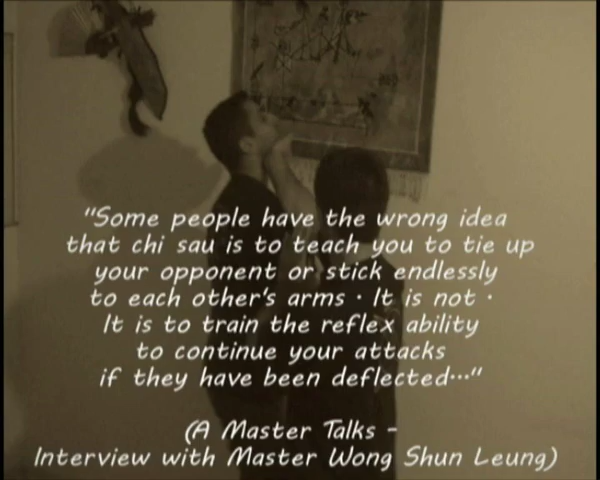 "Some people have the wrong idea
that chi sau is to teach you to tie up
your opponent or stick endlessly
to each other's arms · It is not ·
It is to train the reflex ability
to continue your attacks
if they have been deflected···"
(A Master Talks -
Interview with Master Wong Shun Leung)